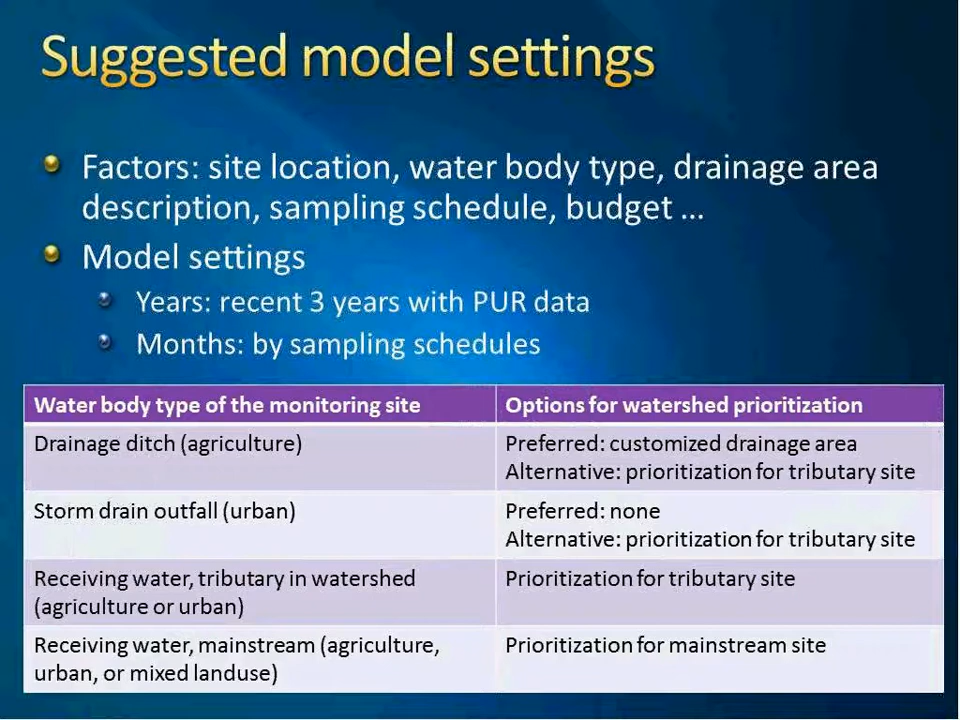 Suggested model settings
Factors: site location, water body type, drainage area
description, sampling schedule, budget ...
Model settings
Years: recent 3 years with PUR data
Months: by sampling schedules
Water body type of the monitoring site
Options for watershed prioritization
Drainage ditch (agriculture)
Preferred: customized drainage area
Alternative: prioritization for tributary site
Storm drain outfall (urban)
Preferred: none
Alternative: prioritization for tributary site
Receiving water, tributary in watershed
(agriculture or urban)
Prioritization for tributary site
Receiving water, mainstream (agriculture,
urban, or mixed landuse)
Prioritization for mainstream site